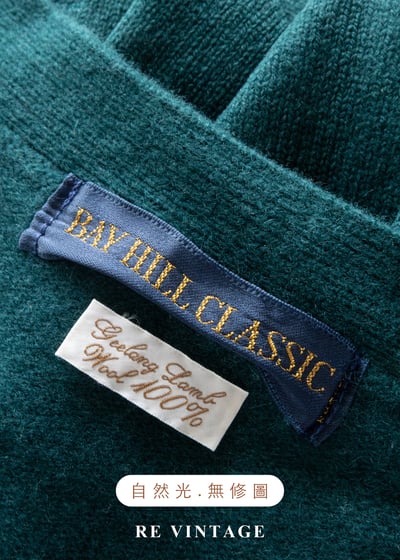 BAY HILL CLASSIC
Geelong Lamb
Wool 100%
自然光.無修圖
RE VINTAGE